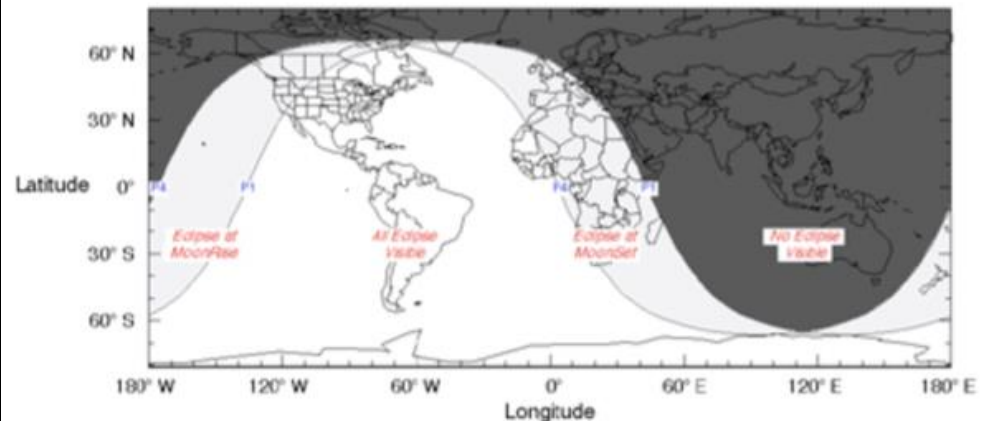 60° N
30° N
Latitude 0°
P4 P1 P4 P1
Eclipse at
MoonRise
All Eclipse
Visible
Eclipse at
MoonSet
No Eclipse
Visible
30° S
60° S
180° W 120° W 60° W 0° 60° E 120° E 180° E
Longitude